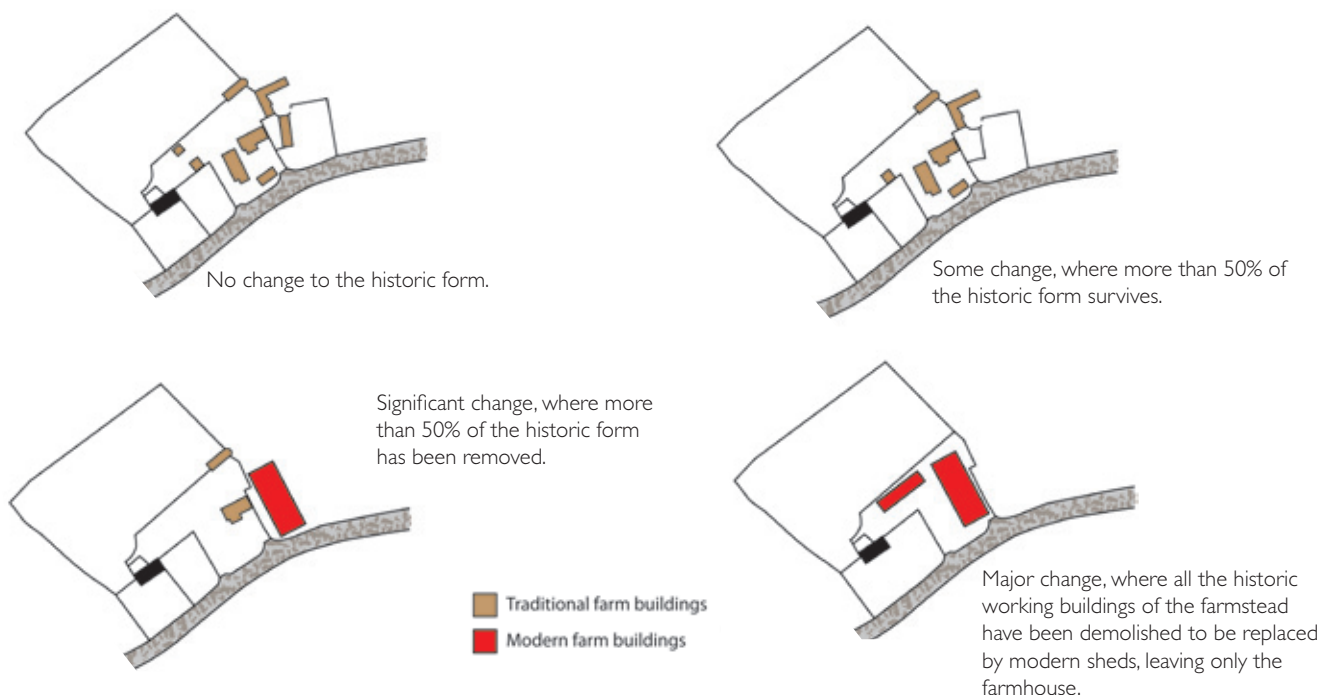 No change to the historic form.
Some change, where more than 50% of
the historic form survives.
Significant change, where more
than 50% of the historic form
has been removed.
Traditional farm buildings
Modern farm buildings
Major change, where all the historic
working buildings of the farmstead
have been demolished to be replaced
by modern sheds, leaving only the
farmhouse.